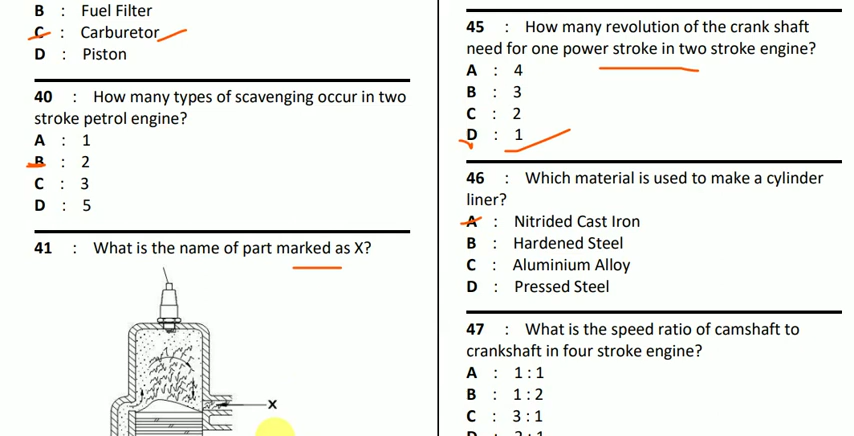 B : Fuel Filter
C : Carburetor
D : Piston
40 : How many types of scavenging occur in two
stroke petrol engine?
A : 1
B : 2
C : 3
D : 5
41 : What is the name of part marked as X?
X
45 : How many revolution of the crank shaft
need for one power stroke in two stroke engine?
A : 4
B : 3
C : 2
D : 1
46 : Which material is used to make a cylinder
liner?
A : Nitrided Cast Iron
B : Hardened Steel
C : Aluminium Alloy
D : Pressed Steel
47 : What is the speed ratio of camshaft to
crankshaft in four stroke engine?
A : 1 : 1
B : 1 : 2
C : 3 : 1